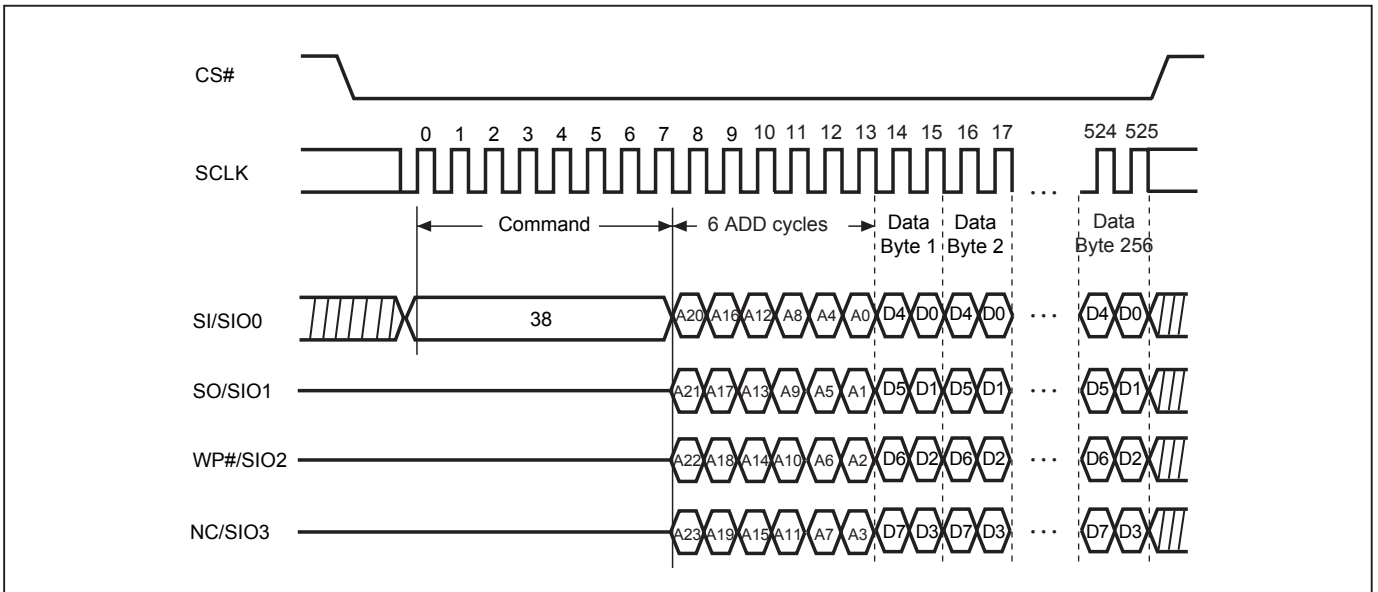 CS#
0 1 2 3 4 5 6 7 8 9 10 11 12 13 14 15 16 17 524 525
SCLK
...
Command 6 ADD cycles Data Byte 1 Data Byte 2 Data Byte 256
SI/SIO0 38 A20 A16 A12 A8 A4 A0 D4 D0 D4 D0 ... D4 D0
SO/SIO1 A21 A17 A13 A9 A5 A1 D5 D1 D5 D1 ... D5 D1
WP#/SIO2 A22 A18 A14 A10 A6 A2 D6 D2 D6 D2 ... D6 D2
NC/SIO3 A23 A19 A15 A11 A7 A3 D7 D3 D7 D3 ... D7 D3